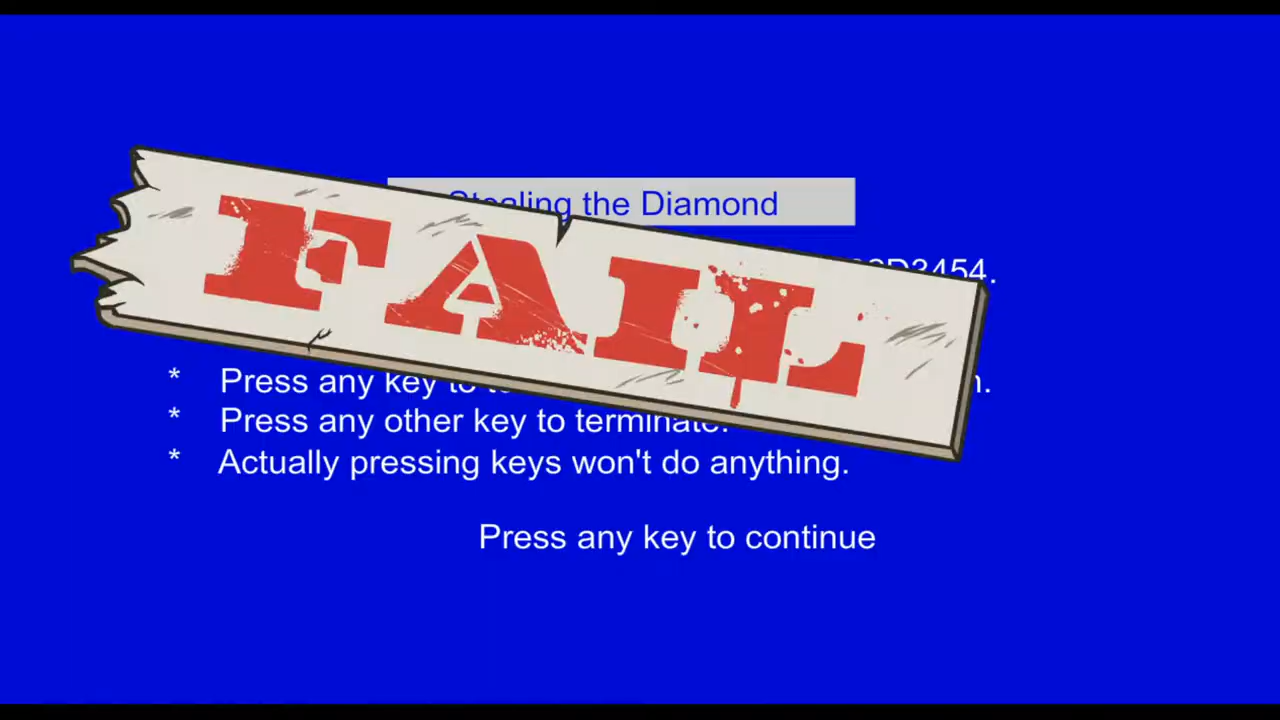 Stealing the Diamond
FAIL
Press any key to
* Press any other key to terminate.
* Actually pressing keys won't do anything.
Press any key to continue